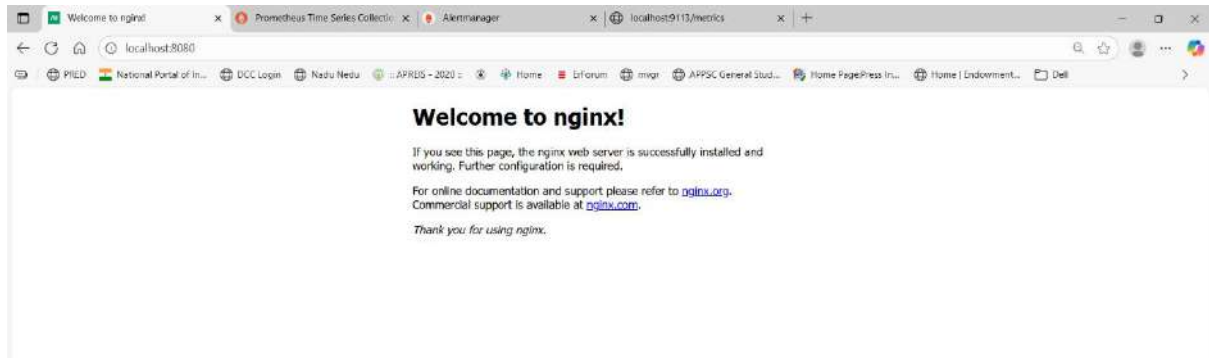 Welcome to nginx!
Prometheus Time Series Collectic
Alertmanager
localhost:9113/metrics
localhost:8080
PRED
National Portal of In...
DCC Login
Nadu Nedu
:: APREIS - 2020 ::
Home
ErForum
mvgr
APPSC General Stud...
Home Page:Press In...
Home | Endowment...
Dell
Welcome to nginx!
If you see this page, the nginx web server is successfully installed and
working. Further configuration is required.
For online documentation and support please refer to nginx.org.
Commercial support is available at nginx.com.
Thank you for using nginx.